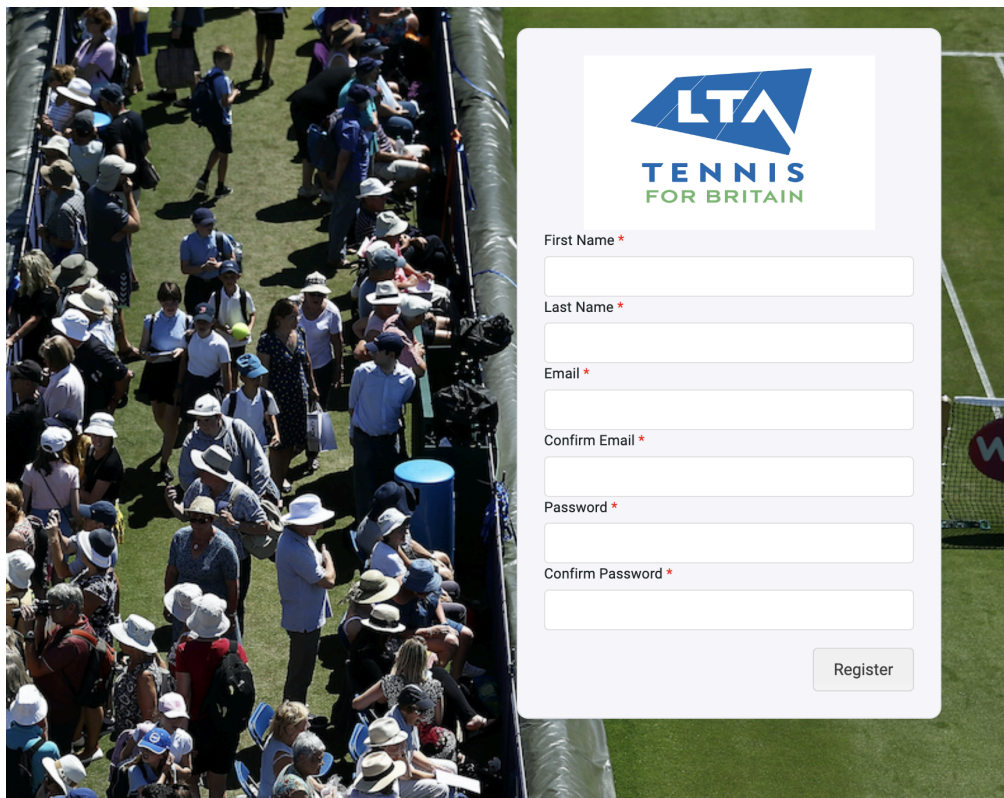 LTA
TENNIS
FOR BRITAIN
First Name *
Last Name *
Email *
Confirm Email *
Password *
Confirm Password *
Register
W